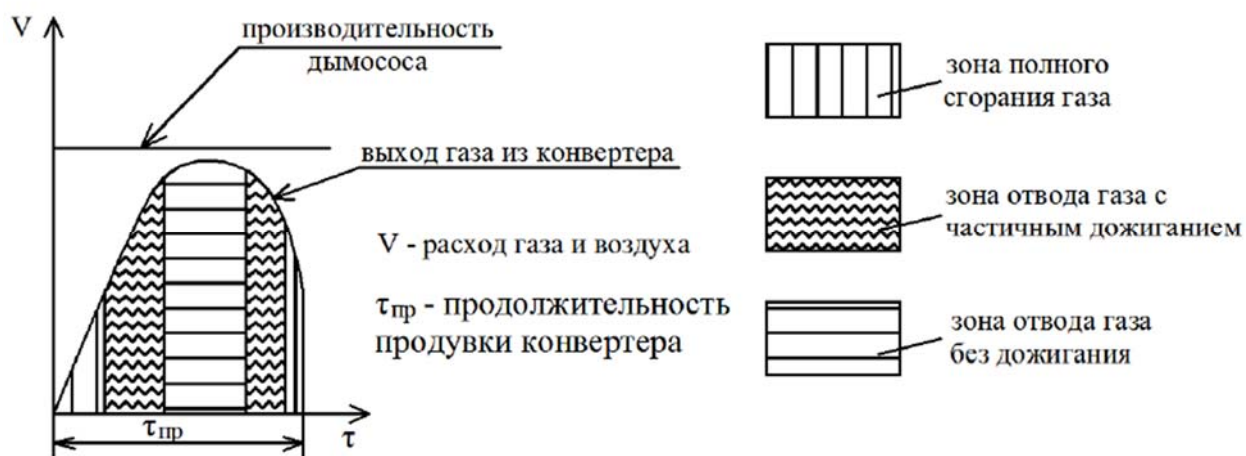 V
производительность
дымососа
выход газа из конвертера
V - расход газа и воздуха
τпр - продолжительность
продувки конвертера
τпр
τ
зона полного
сгорания газа
зона отвода газа с
частичным дожиганием
зона отвода газа
без дожигания